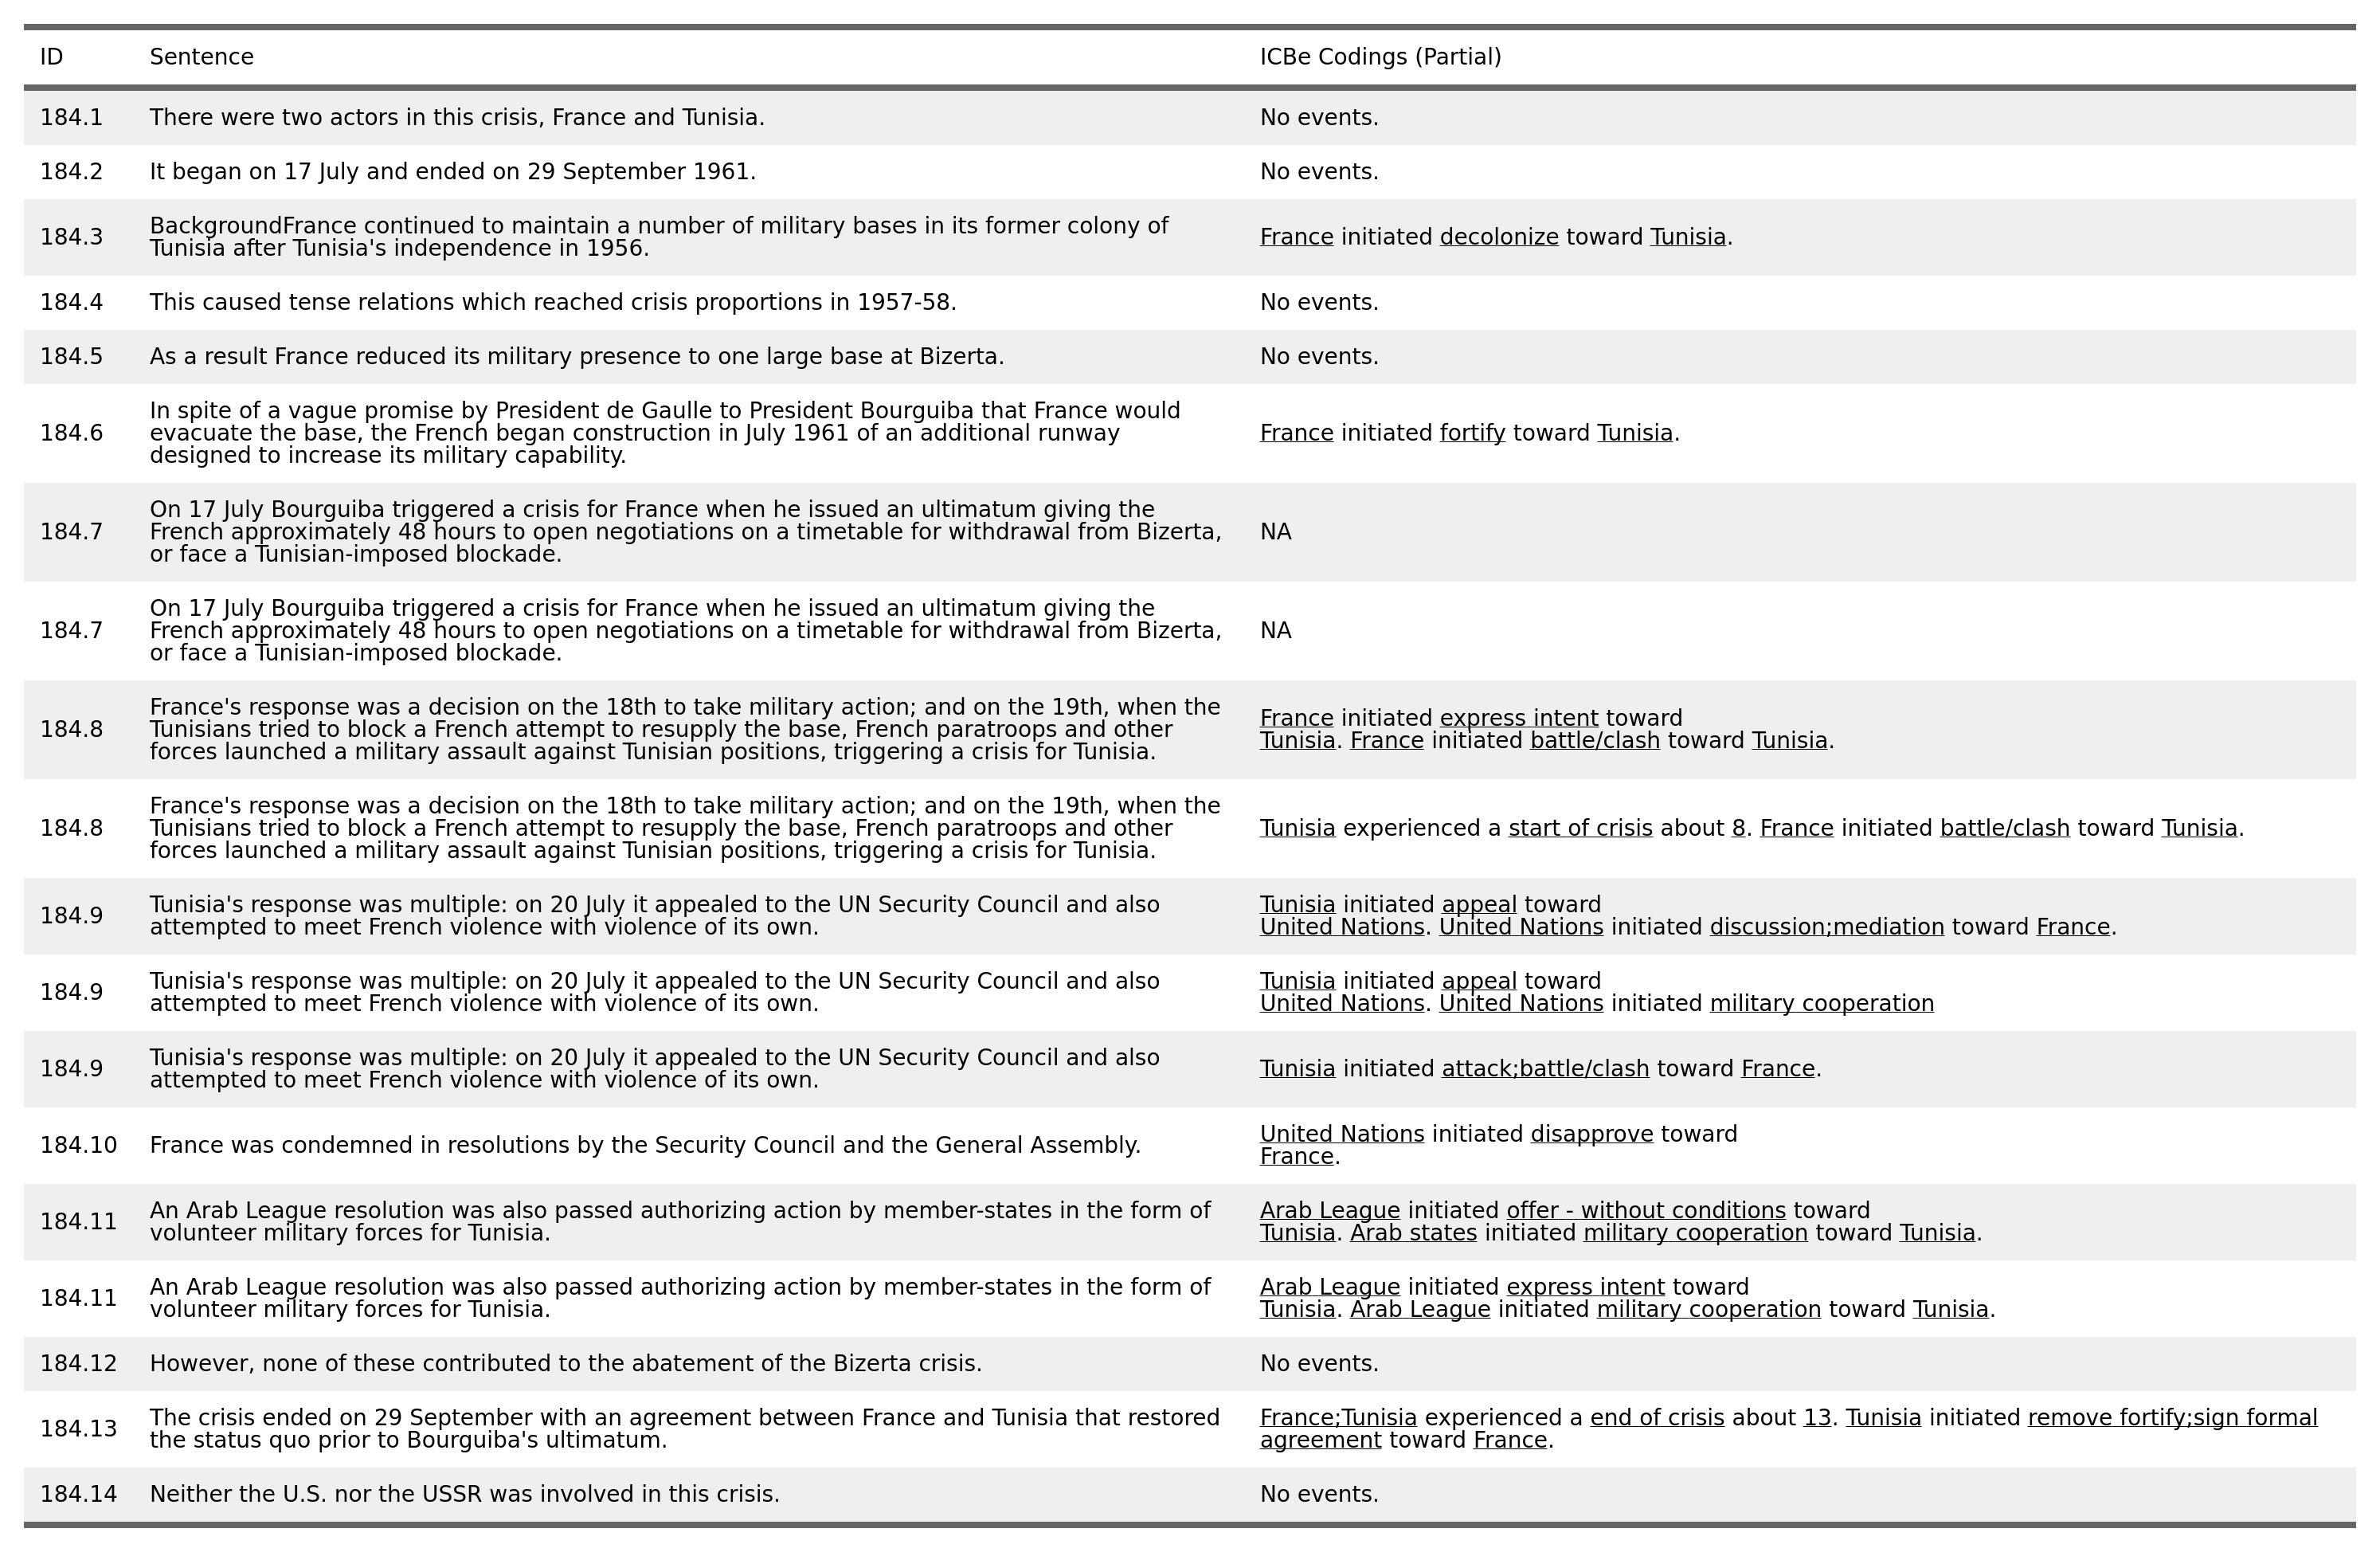 ID Sentence ICBe Codings (Partial)
184.1 There were two actors in this crisis, France and Tunisia. No events.
184.2 It began on 17 July and ended on 29 September 1961. No events.
184.3 BackgroundFrance continued to maintain a number of military bases in its former colony of
Tunisia after Tunisia's independence in 1956.
France initiated decolonize toward Tunisia.
184.4 This caused tense relations which reached crisis proportions in 1957-58. No events.
184.5 As a result France reduced its military presence to one large base at Bizerta. No events.
184.6 In spite of a vague promise by President de Gaulle to President Bourguiba that France would
evacuate the base, the French began construction in July 1961 of an additional runway
designed to increase its military capability.
France initiated fortify toward Tunisia.
184.7 On 17 July Bourguiba triggered a crisis for France when he issued an ultimatum giving the
French approximately 48 hours to open negotiations on a timetable for withdrawal from Bizerta,
or face a Tunisian-imposed blockade.
NA
184.7 On 17 July Bourguiba triggered a crisis for France when he issued an ultimatum giving the
French approximately 48 hours to open negotiations on a timetable for withdrawal from Bizerta,
or face a Tunisian-imposed blockade.
NA
184.8 France's response was a decision on the 18th to take military action; and on the 19th, when the
Tunisians tried to block a French attempt to resupply the base, French paratroops and other
forces launched a military assault against Tunisian positions, triggering a crisis for Tunisia.
France initiated express intent toward
Tunisia. France initiated battle/clash toward Tunisia.
184.8 France's response was a decision on the 18th to take military action; and on the 19th, when the
Tunisians tried to block a French attempt to resupply the base, French paratroops and other
forces launched a military assault against Tunisian positions, triggering a crisis for Tunisia.
Tunisia experienced a start of crisis about 8. France initiated battle/clash toward Tunisia.
184.9 Tunisia's response was multiple: on 20 July it appealed to the UN Security Council and also
attempted to meet French violence with violence of its own.
Tunisia initiated appeal toward
United Nations. United Nations initiated discussion;mediation toward France.
184.9 Tunisia's response was multiple: on 20 July it appealed to the UN Security Council and also
attempted to meet French violence with violence of its own.
Tunisia initiated appeal toward
United Nations. United Nations initiated military cooperation
184.9 Tunisia's response was multiple: on 20 July it appealed to the UN Security Council and also
attempted to meet French violence with violence of its own.
Tunisia initiated attack;battle/clash toward France.
184.10 France was condemned in resolutions by the Security Council and the General Assembly.
United Nations initiated disapprove toward
France.
184.11 An Arab League resolution was also passed authorizing action by member-states in the form of
volunteer military forces for Tunisia.
Arab League initiated offer - without conditions toward
Tunisia. Arab states initiated military cooperation toward Tunisia.
184.11 An Arab League resolution was also passed authorizing action by member-states in the form of
volunteer military forces for Tunisia.
Arab League initiated express intent toward
Tunisia. Arab League initiated military cooperation toward Tunisia.
184.12 However, none of these contributed to the abatement of the Bizerta crisis. No events.
184.13 The crisis ended on 29 September with an agreement between France and Tunisia that restored
the status quo prior to Bourguiba's ultimatum.
France;Tunisia experienced a end of crisis about 13. Tunisia initiated remove fortify;sign formal
agreement toward France.
184.14 Neither the U.S. nor the USSR was involved in this crisis. No events.